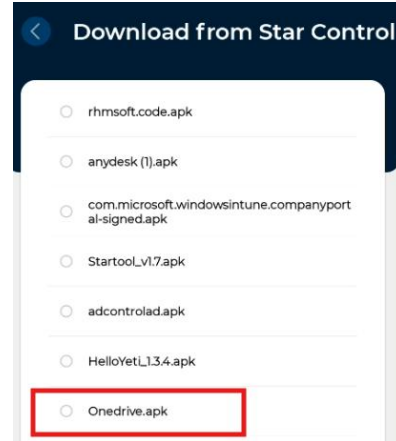 Download from Star Control
rhmsoft.code.apk
anydesk (1).apk
com.microsoft.windowsintune.companyport
al-signed.apk
Startool_v1.7.apk
adcontrolad.apk
HelloYeti_1.3.4.apk
Onedrive.apk